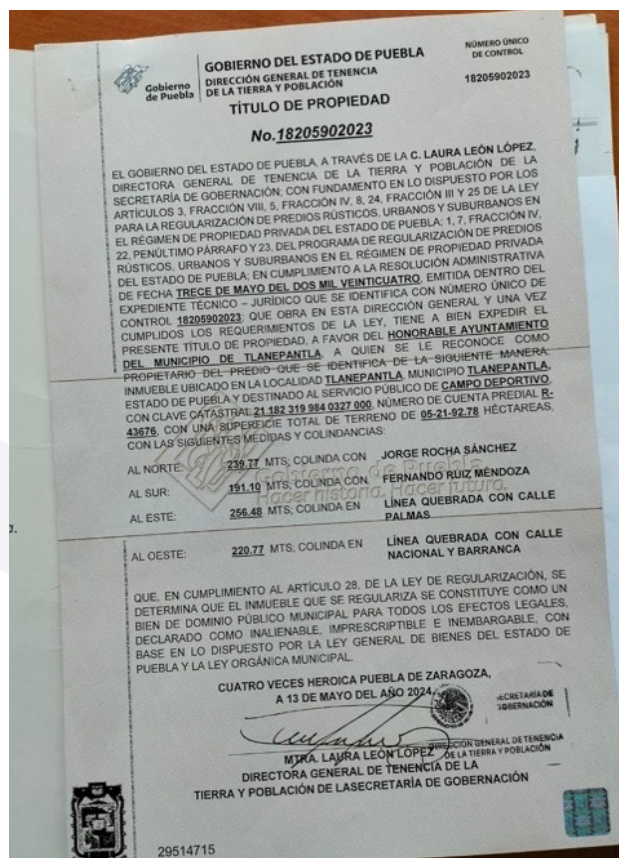 Gobierno
de Puebla
GOBIERNO DEL ESTADO DE PUEBLA
DIRECCIÓN GENERAL DE TENENCIA
DE LA TIERRA Y POBLACIÓN
NÚMERO ÚNICO
DE CONTROL
18205902023
TÍTULO DE PROPIEDAD
No.18205902023
EL GOBIERNO DEL ESTADO DE PUEBLA, A TRAVÉS DE LA C. LAURA LEÓN LÓPEZ,
DIRECTORA GENERAL DE TENENCIA DE LA TIERRA Y POBLACIÓN DE LA
SECRETARÍA DE GOBERNACIÓN; CON FUNDAMENTO EN LO DISPUESTO POR LOS
ARTÍCULOS 3, FRACCIÓN VIII, 5, FRACCIÓN IV, 8, 24, FRACCIÓN III Y 25 DE LA LEY
PARA LA REGULARIZACIÓN DE PREDIOS RÚSTICOS, URBANOS Y SUBURBANOS EN
EL RÉGIMEN DE PROPIEDAD PRIVADA DEL ESTADO DE PUEBLA; 1, 7, FRACCIÓN IV,
22, PENÚLTIMO PÁRRAFO Y 23, DEL PROGRAMA DE REGULARIZACIÓN DE PREDIOS
RÚSTICOS, URBANOS Y SUBURBANOS EN EL RÉGIMEN DE PROPIEDAD PRIVADA
DEL ESTADO DE PUEBLA; EN CUMPLIMIENTO A LA RESOLUCIÓN ADMINISTRATIVA
DE FECHA TRECE DE MAYO DEL DOS MIL VEINTICUATRO, EMITIDA DENTRO DEL
EXPEDIENTE TÉCNICO – JURÍDICO QUE SE IDENTIFICA CON NÚMERO ÚNICO DE
CONTROL 18205902023; QUE OBRA EN ESTA DIRECCIÓN GENERAL Y UNA VEZ
CUMPLIDOS LOS REQUERIMIENTOS DE LA LEY, TIENE A BIEN EXPEDIR EL
PRESENTE TÍTULO DE PROPIEDAD, A FAVOR DEL HONORABLE AYUNTAMIENTO
DEL MUNICIPIO DE TLANEPANTLA, A QUIEN SE LE RECONOCE COMO
PROPIETARIO DEL PREDIO QUE SE IDENTIFICA DE LA SIGUIENTE MANERA:
INMUEBLE UBICADO EN LA LOCALIDAD TLANEPANTLA, MUNICIPIO TLANEPANTLA,
ESTADO DE PUEBLA Y DESTINADO AL SERVICIO PÚBLICO DE CAMPO DEPORTIVO,
CON CLAVE CATASTRAL 21 182 319 984 0327 000, NÚMERO DE CUENTA PREDIAL R-
43676, CON UNA SUPERFICIE TOTAL DE TERRENO DE 05-21-92.78 HÉCTAREAS,
CON LAS SIGUIENTES MEDIDAS Y COLINDANCIAS:
AL NORTE: 239.77 MTS; COLINDA CON JORGE ROCHA SÁNCHEZ
AL SUR: 191.10 MTS; COLINDA CON FERNANDO RUIZ MÉNDOZA
AL ESTE: 256.48 MTS; COLINDA EN LÍNEA QUEBRADA CON CALLE
PALMAS
AL OESTE: 220.77 MTS; COLINDA EN LÍNEA QUEBRADA CON CALLE
NACIONAL Y BARRANCA
Gobierno de Puebla
Hacer historia. Hacer futuro.
QUE, EN CUMPLIMIENTO AL ARTÍCULO 28, DE LA LEY DE REGULARIZACIÓN, SE
DETERMINA QUE EL INMUEBLE QUE SE REGULARIZA SE CONSTITUYE COMO UN
BIEN DE DOMINIO PÚBLICO MUNICIPAL PARA TODOS LOS EFECTOS LEGALES,
DECLARADO COMO INALIENABLE, IMPRESCRIPTIBLE E INEMBARGABLE, CON
BASE EN LO DISPUESTO POR LA LEY GENERAL DE BIENES DEL ESTADO DE
PUEBLA Y LA LEY ORGÁNICA MUNICIPAL.
CUATRO VECES HEROICA PUEBLA DE ZARAGOZA,
A 13 DE MAYO DEL AÑO 2024
SECRETARÍA DE
GOBERNACIÓN
DIRECCIÓN GENERAL DE TENENCIA
DE LA TIERRA Y POBLACIÓN
MTRA. LAURA LEÓN LÓPEZ
DIRECTORA GENERAL DE TENENCIA DE LA
TIERRA Y POBLACIÓN DE LASECRETARÍA DE GOBERNACIÓN
29514715